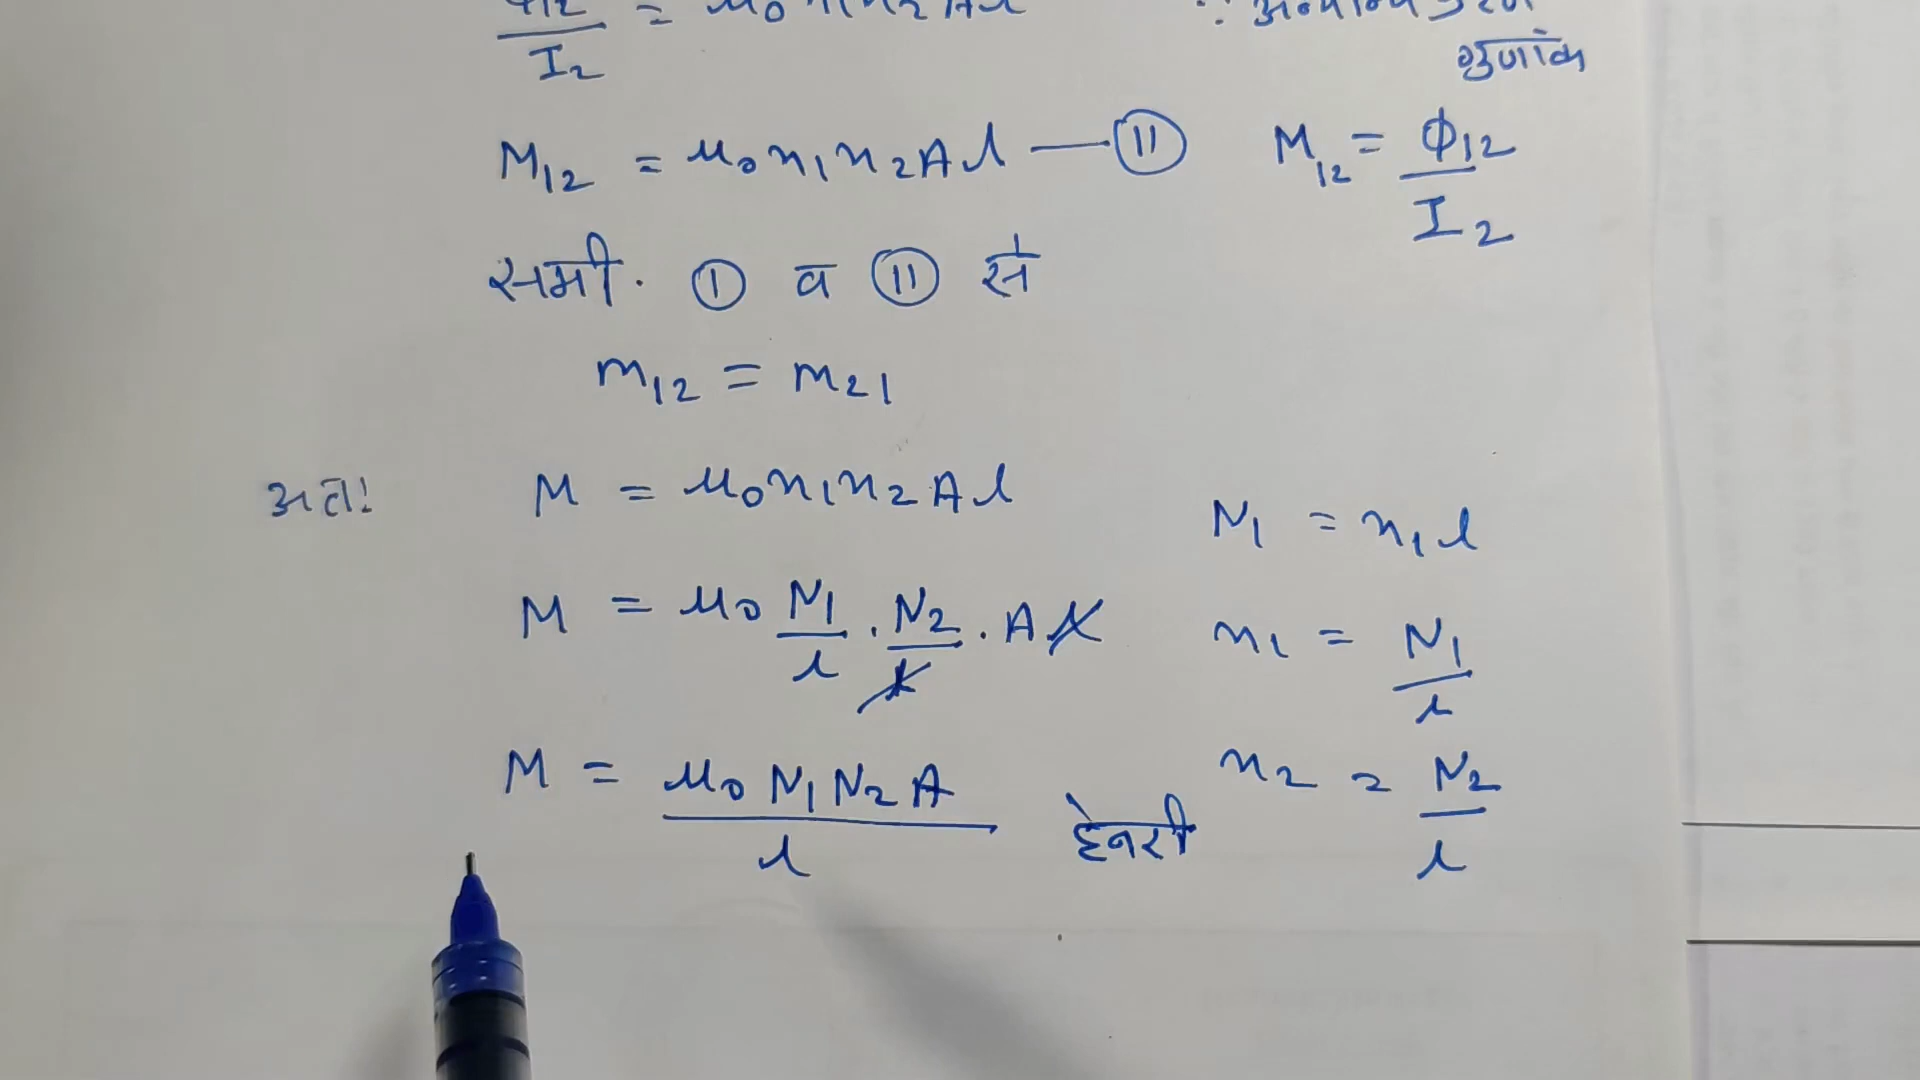 I₂
गुणांक
M₁₂ = μ₀n₁n₂Al — II
M₁₂ = ϕ₁₂ / I₂
समी. I व II से
m₁₂ = m₂₁
अतः M = μ₀n₁n₂Al
N₁ = n₁l
M = μ₀ N₁/l . N₂/l . Al
n₁ = N₁/l
M = μ₀N₁N₂A / l हेनरी
n₂ = N₂/l